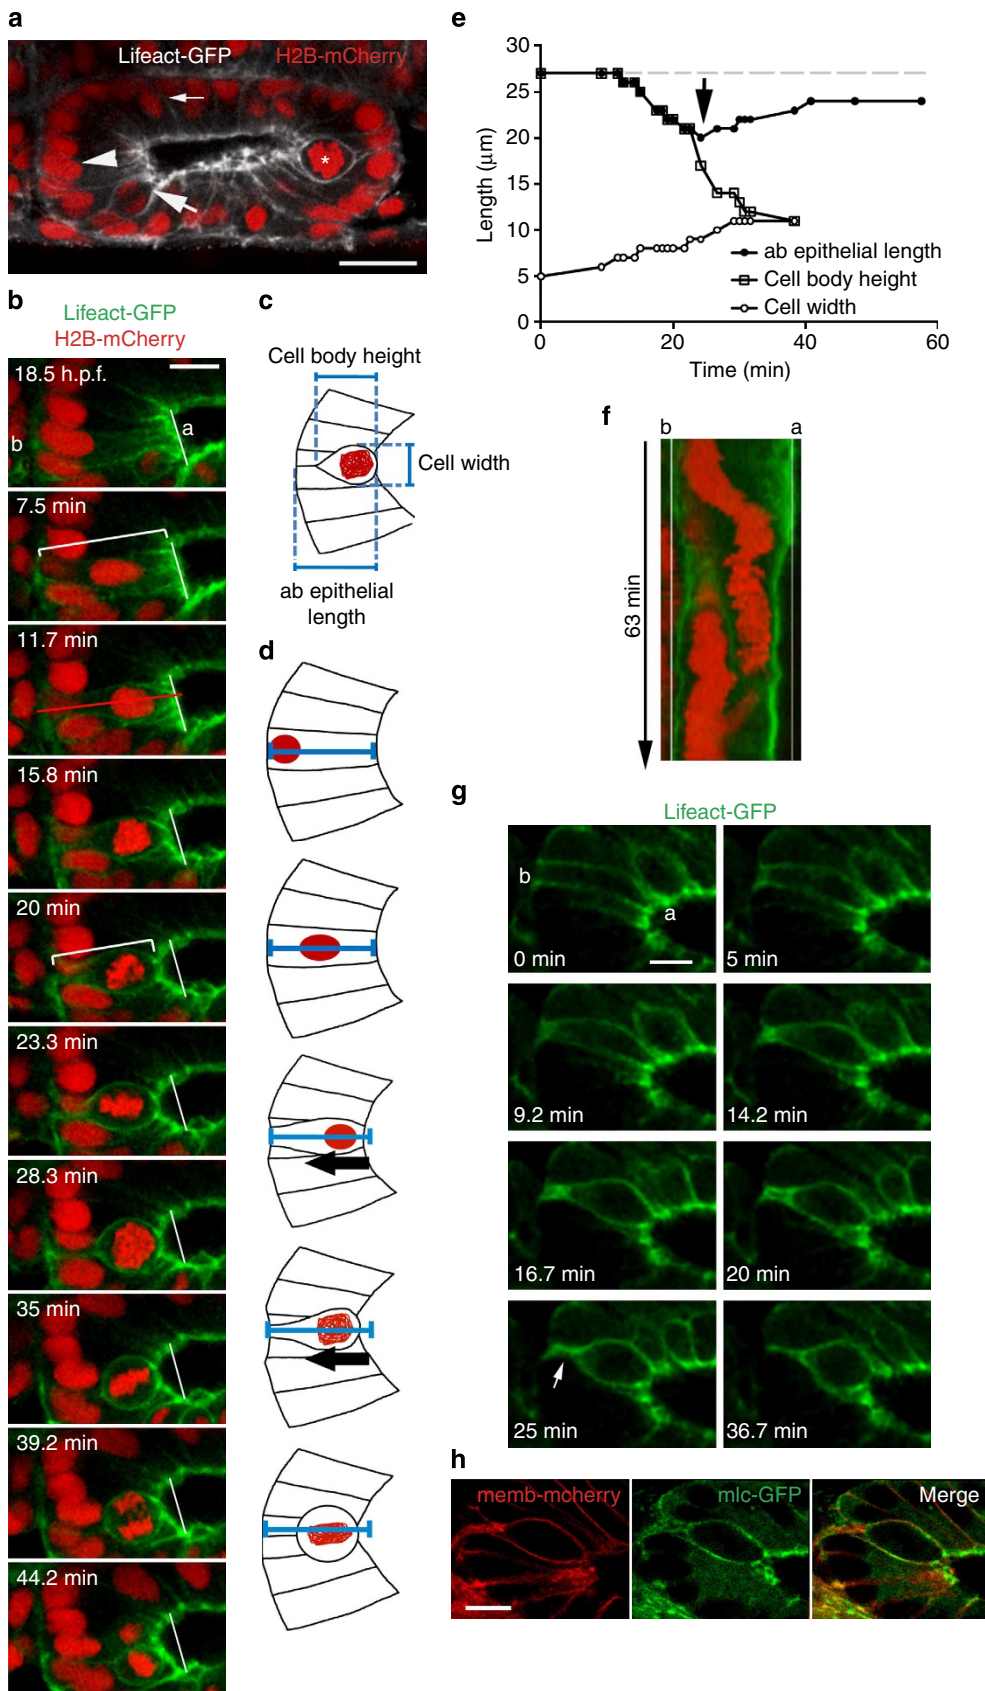 a
Lifeact-GFP H2B-mCherry
*
b
Lifeact-GFP
H2B-mCherry
18.5 h.p.f.
b
a
7.5 min
11.7 min
15.8 min
20 min
23.3 min
28.3 min
35 min
39.2 min
44.2 min
c
Cell body height
Cell width
ab epithelial
length
d
e
30
25
20
15
10
5
0
Length (μm)
0 20 40 60
Time (min)
ab epithelial length
Cell body height
Cell width
f
b a
63 min
g
Lifeact-GFP
b
a
0 min
5 min
9.2 min
14.2 min
16.7 min
20 min
25 min
36.7 min
h
memb-mcherry
mlc-GFP
Merge